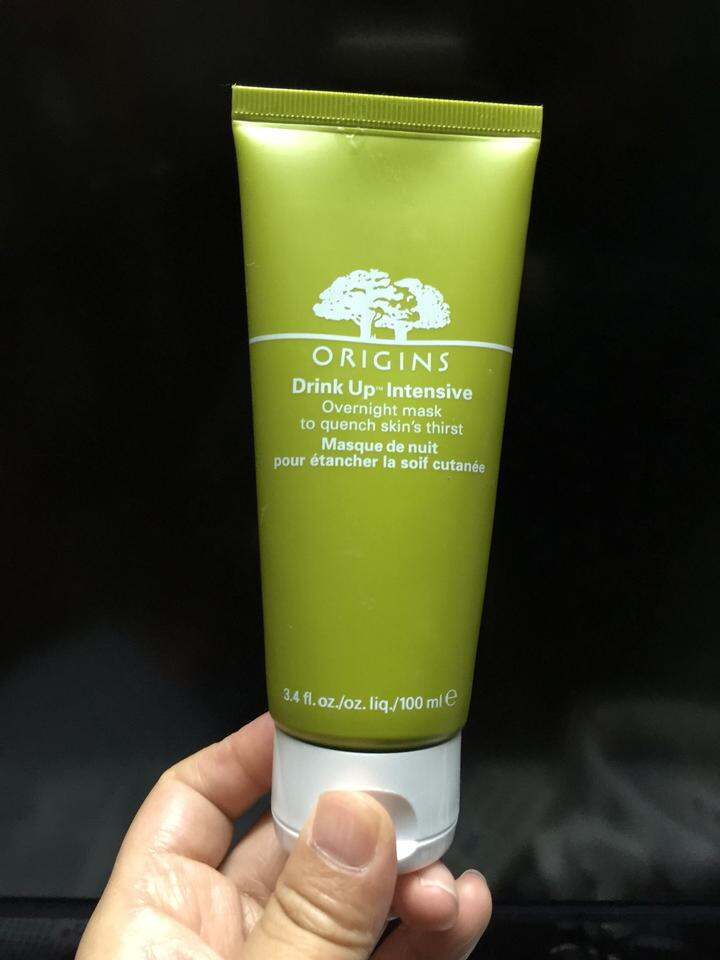 ORIGINS
Drink Up™ Intensive
Overnight mask
to quench skin's thirst
Masque de nuit
pour étancher la soif cutanée
3.4 fl. oz./oz. liq./100 ml ℮